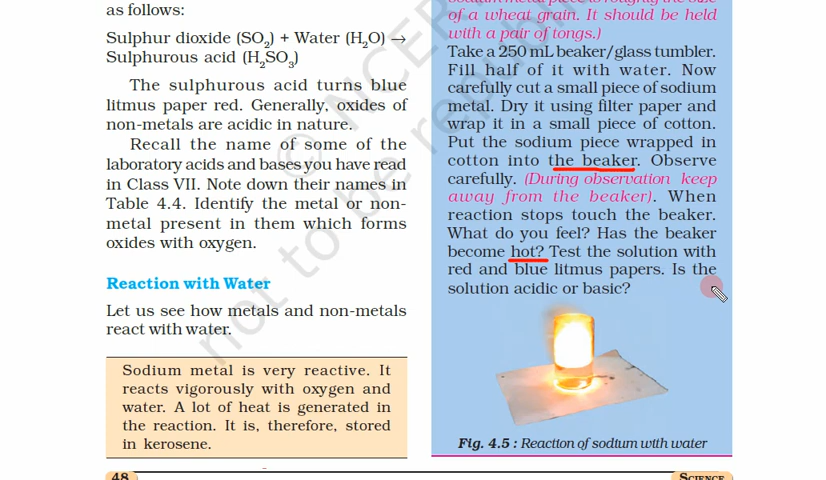 as follows:
Sulphur dioxide (SO2) + Water (H2O) →
Sulphurous acid (H2SO3)
The sulphurous acid turns blue
litmus paper red. Generally, oxides of
non-metals are acidic in nature.
Recall the name of some of the
laboratory acids and bases you have read
in Class VII. Note down their names in
Table 4.4. Identify the metal or non-
metal present in them which forms
oxides with oxygen.
Reaction with Water
Let us see how metals and non-metals
react with water.
Sodium metal is very reactive. It
reacts vigorously with oxygen and
water. A lot of heat is generated in
the reaction. It is, therefore, stored
in kerosene.
of a wheat grain. It should be held
with a pair of tongs.)
Take a 250 mL beaker/glass tumbler.
Fill half of it with water. Now
carefully cut a small piece of sodium
metal. Dry it using filter paper and
wrap it in a small piece of cotton.
Put the sodium piece wrapped in
cotton into the beaker. Observe
carefully. (During observation keep
away from the beaker). When
reaction stops touch the beaker.
What do you feel? Has the beaker
become hot? Test the solution with
red and blue litmus papers. Is the
solution acidic or basic?
Fig. 4.5 : Reaction of sodium with water
48
SCIENCE
© NCER
not to be republi